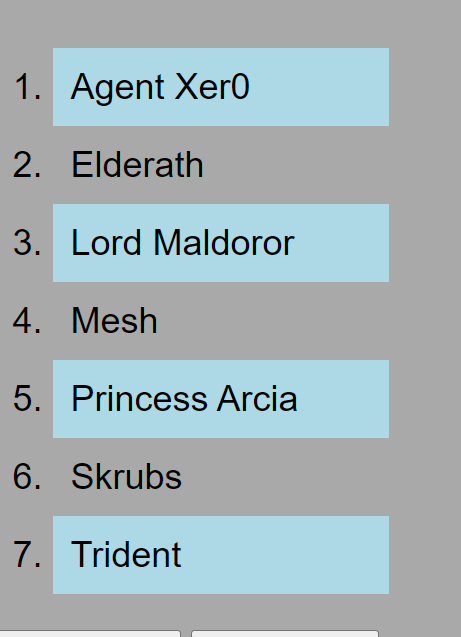 1. Agent Xer0
2. Elderath
3. Lord Maldoror
4. Mesh
5. Princess Arcia
6. Skrubs
7. Trident